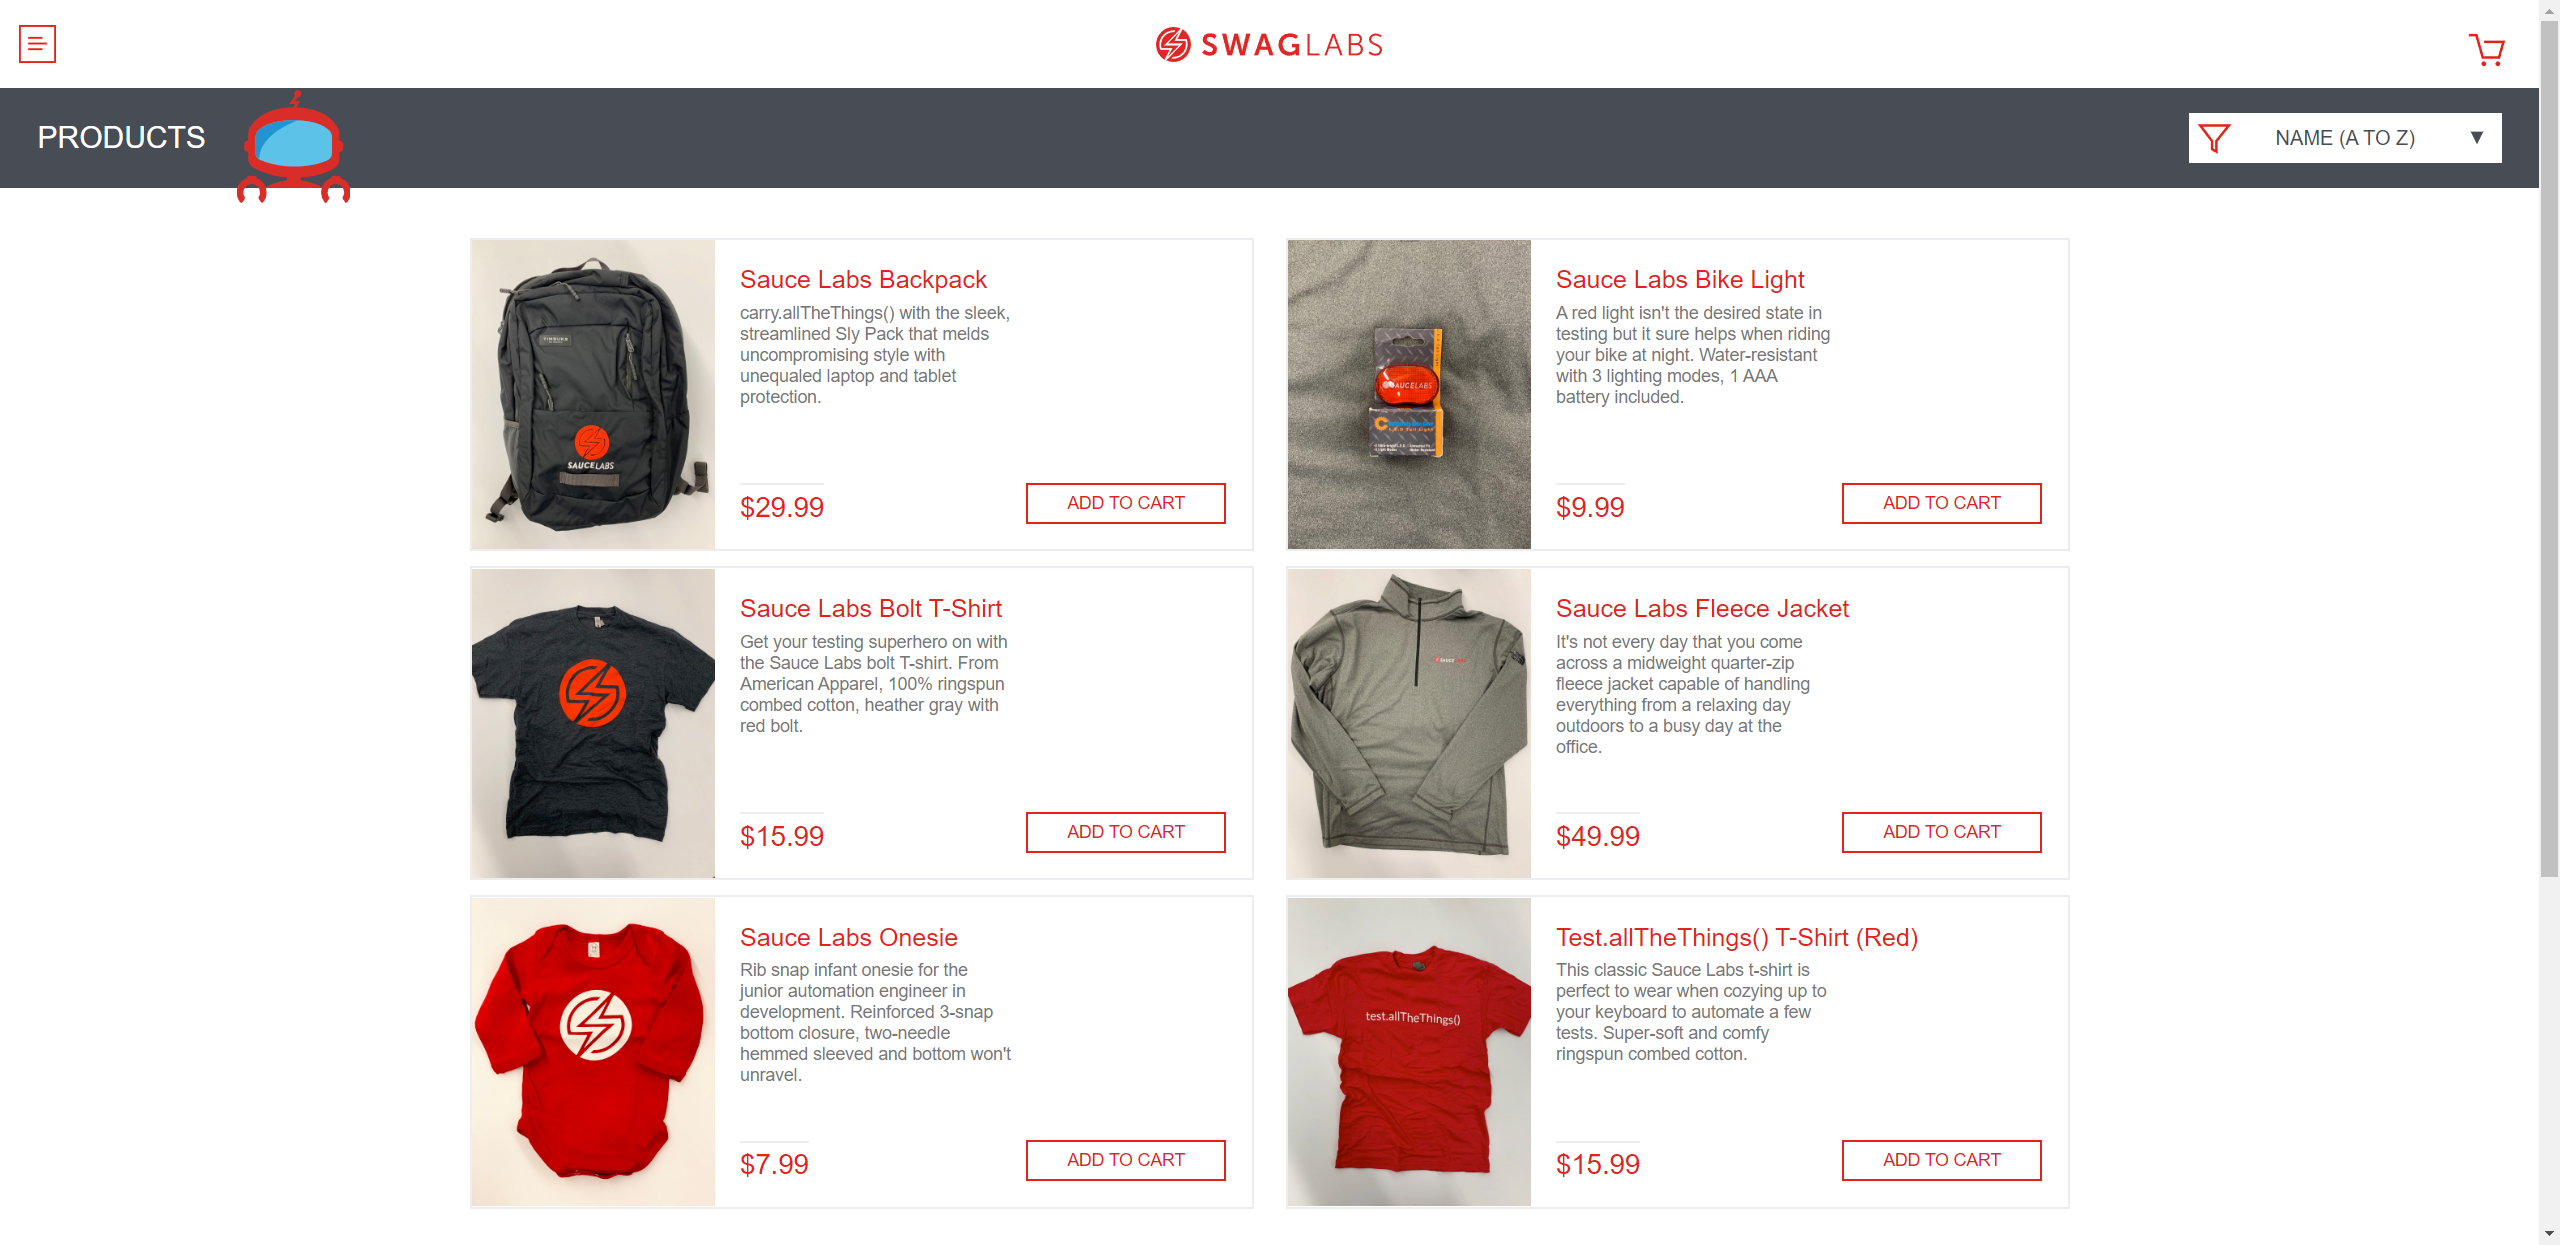 SWAGLABS
PRODUCTS
NAME (A TO Z)
Sauce Labs Backpack
carry.allTheThings() with the sleek,
streamlined Sly Pack that melds
uncompromising style with
unequaled laptop and tablet
protection.
$29.99
ADD TO CART
SAUCELABS
Sauce Labs Bike Light
A red light isn't the desired state in
testing but it sure helps when riding
your bike at night. Water-resistant
with 3 lighting modes, 1 AAA
battery included.
$9.99
ADD TO CART
SAUCELABS
Sauce Labs Bolt T-Shirt
Get your testing superhero on with
the Sauce Labs bolt T-shirt. From
American Apparel, 100% ringspun
combed cotton, heather gray with
red bolt.
$15.99
ADD TO CART
Sauce Labs Fleece Jacket
It's not every day that you come
across a midweight quarter-zip
fleece jacket capable of handling
everything from a relaxing day
outdoors to a busy day at the
office.
$49.99
ADD TO CART
SAUCE
Sauce Labs Onesie
Rib snap infant onesie for the
junior automation engineer in
development. Reinforced 3-snap
bottom closure, two-needle
hemmed sleeved and bottom won't
unravel.
$7.99
ADD TO CART
Test.allTheThings() T-Shirt (Red)
This classic Sauce Labs t-shirt is
perfect to wear when cozying up to
your keyboard to automate a few
tests. Super-soft and comfy
ringspun combed cotton.
$15.99
ADD TO CART
test.allTheThings()